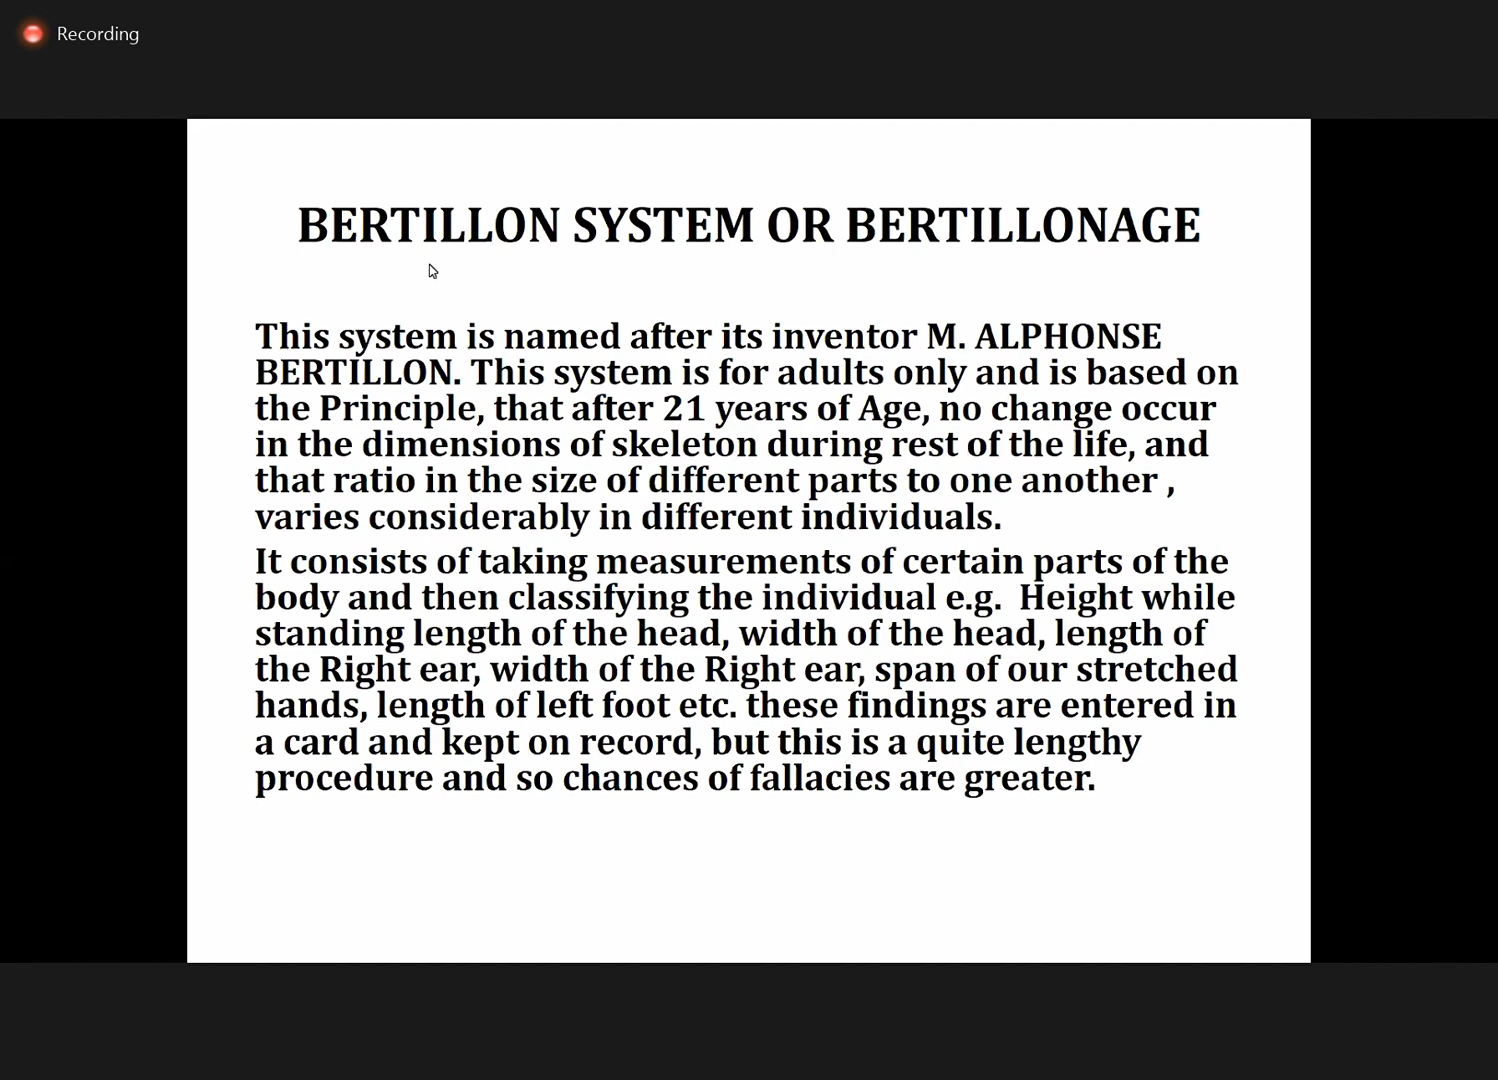 Recording
BERTILLON SYSTEM OR BERTILLONAGE
This system is named after its inventor M. ALPHONSE
BERTILLON. This system is for adults only and is based on
the Principle, that after 21 years of Age, no change occur
in the dimensions of skeleton during rest of the life, and
that ratio in the size of different parts to one another ,
varies considerably in different individuals.
It consists of taking measurements of certain parts of the
body and then classifying the individual e.g.  Height while
standing length of the head, width of the head, length of
the Right ear, width of the Right ear, span of our stretched
hands, length of left foot etc. these findings are entered in
a card and kept on record, but this is a quite lengthy
procedure and so chances of fallacies are greater.